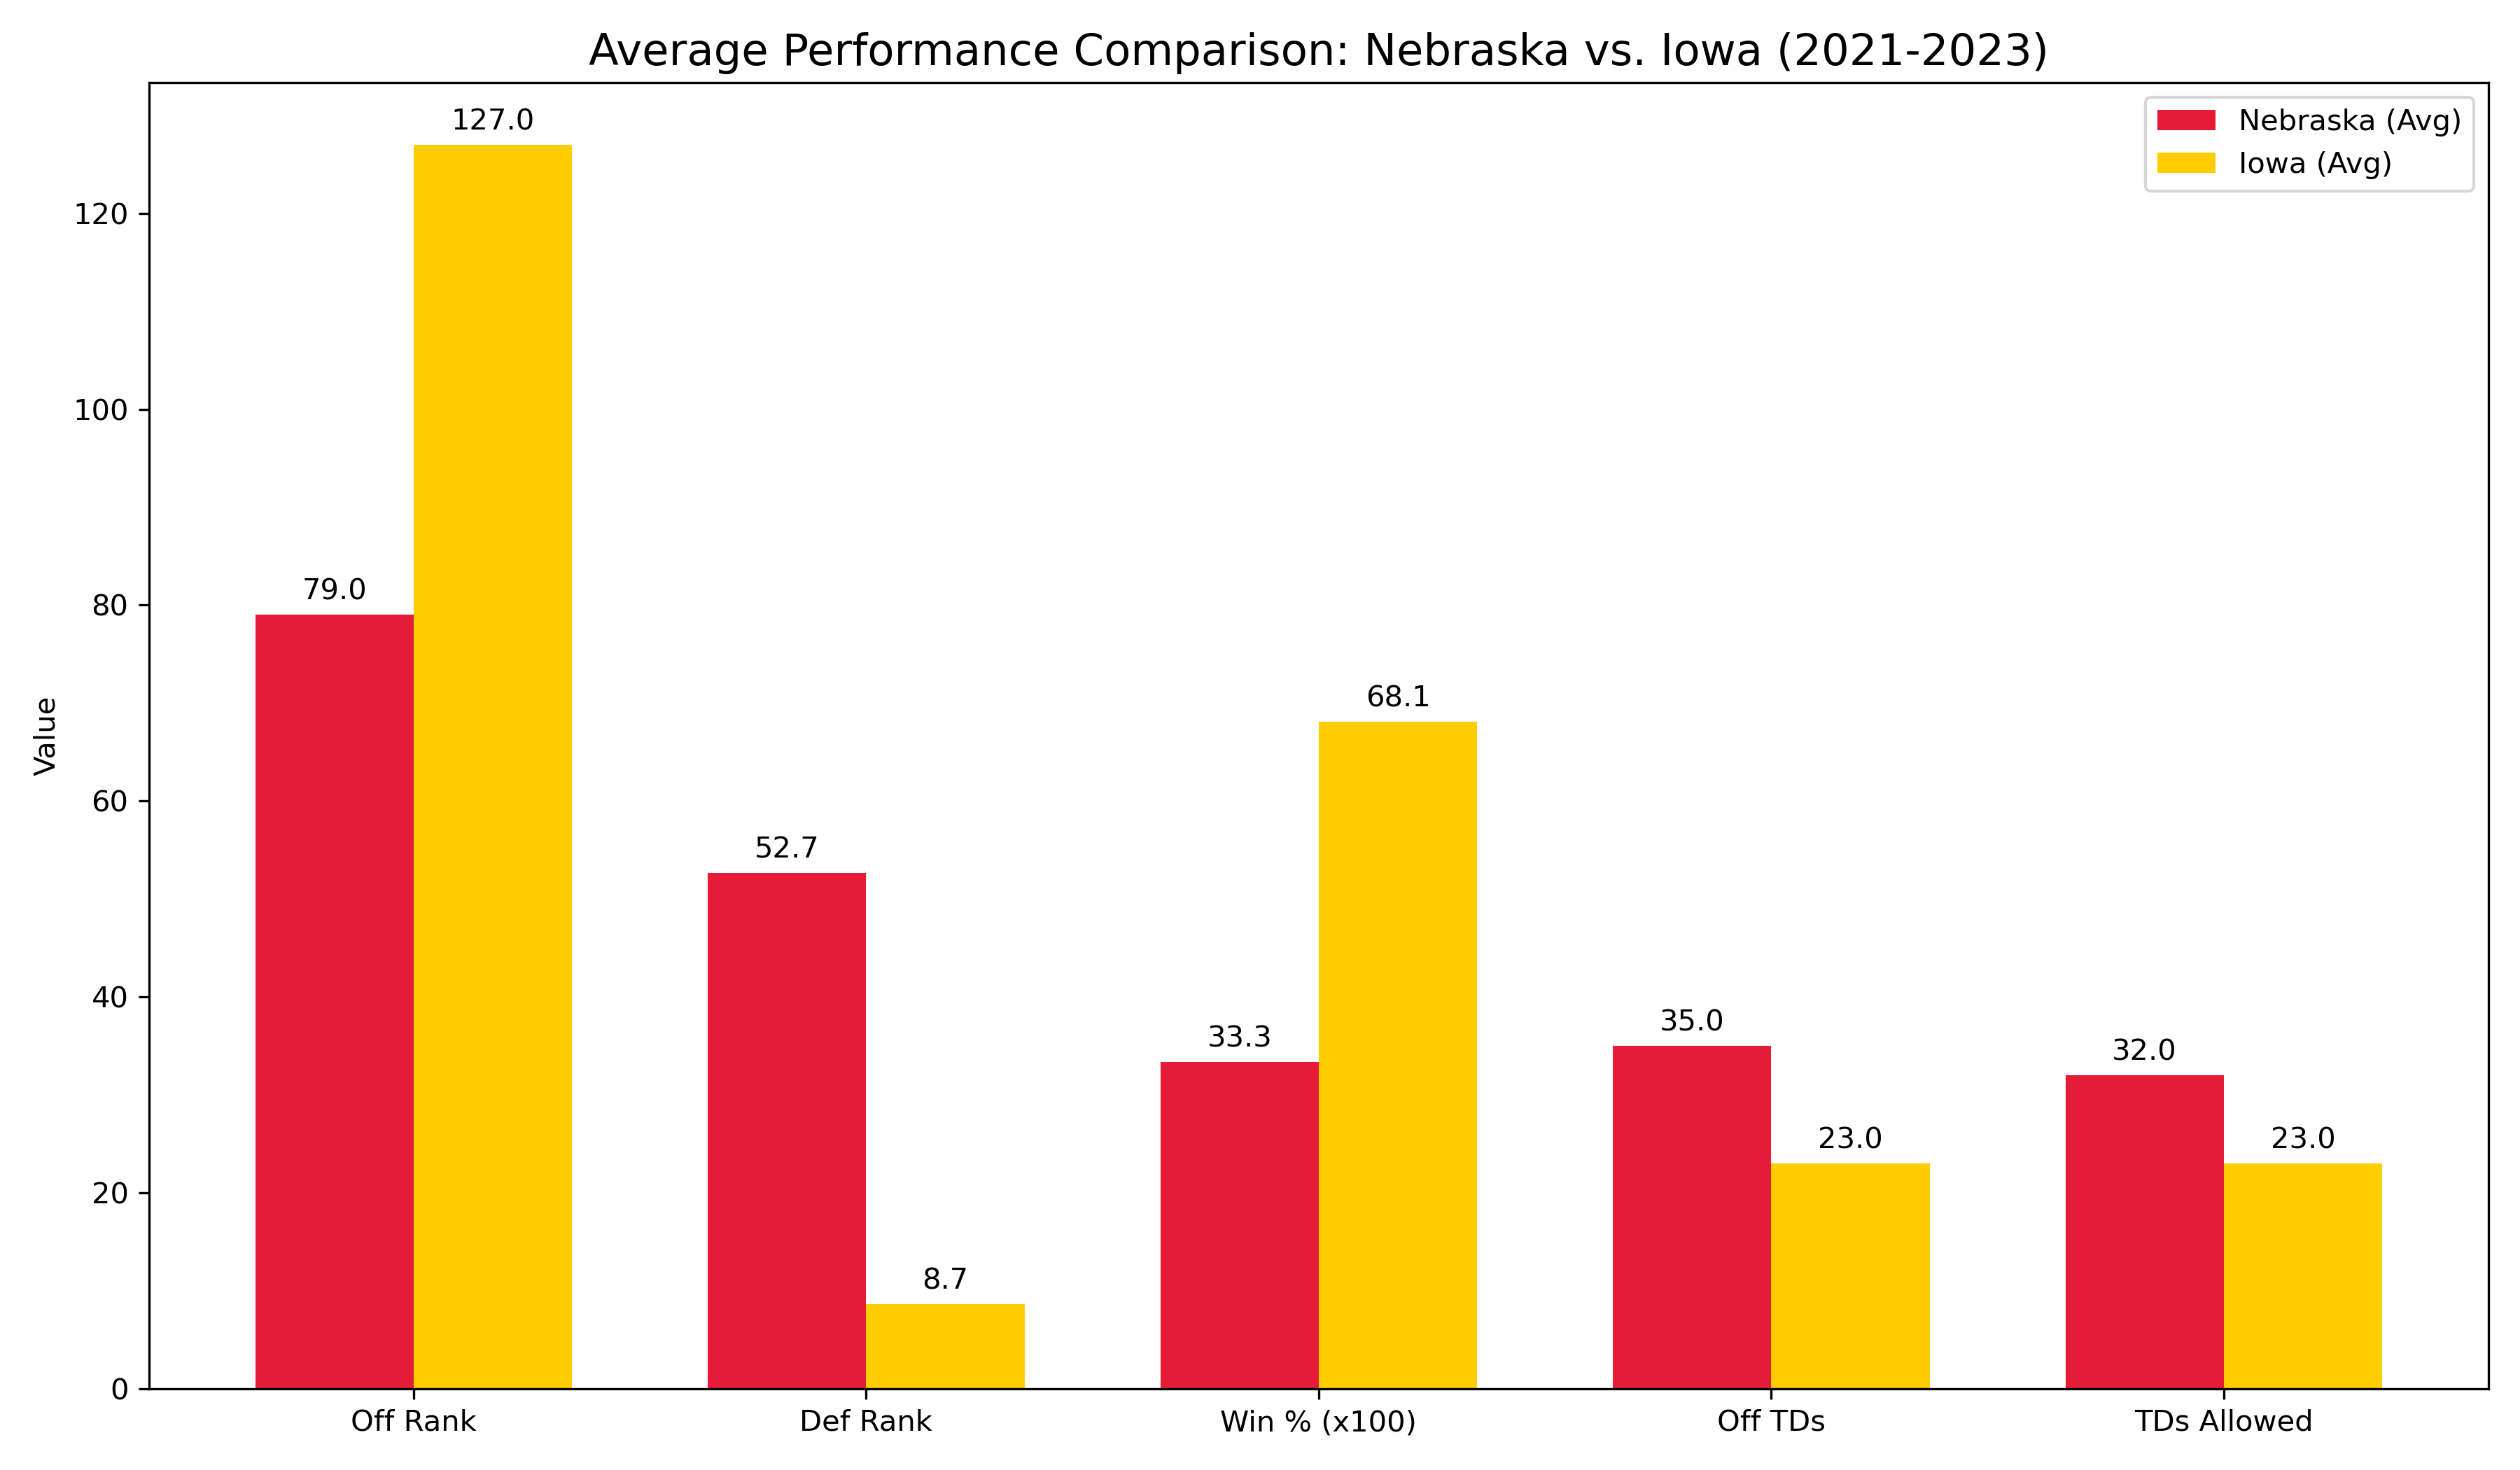 Average Performance Comparison: Nebraska vs. Iowa (2021-2023)
Nebraska (Avg)
Iowa (Avg)
Value
120
100
80
60
40
20
0
79.0
127.0
52.7
8.7
33.3
68.1
35.0
23.0
32.0
23.0
Off Rank
Def Rank
Win % (x100)
Off TDs
TDs Allowed